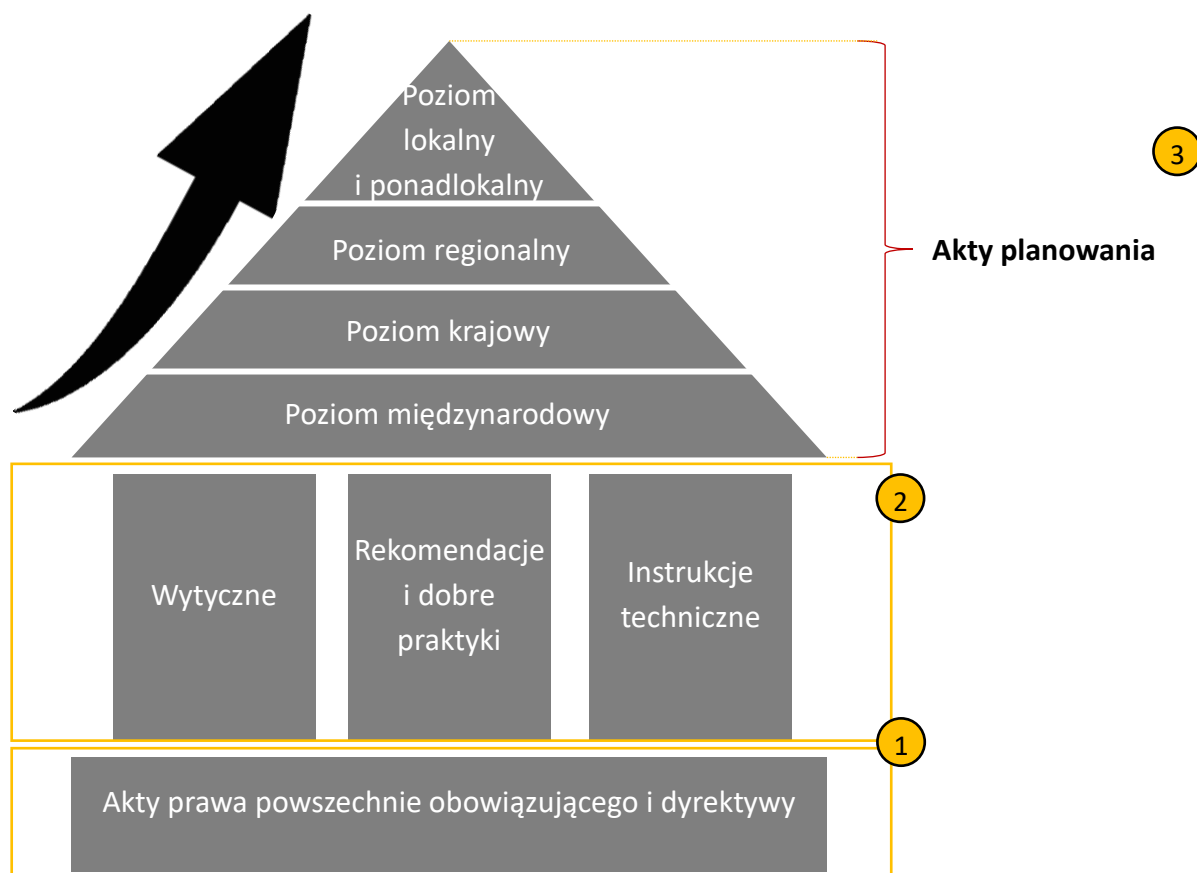 Poziom
lokalny
i ponadlokalny
3
Poziom regionalny
Akty planowania
Poziom krajowy
Poziom międzynarodowy
2
Wytyczne
Rekomendacje
i dobre
praktyki
Instrukcje
techniczne
1
Akty prawa powszechnie obowiązującego i dyrektywy